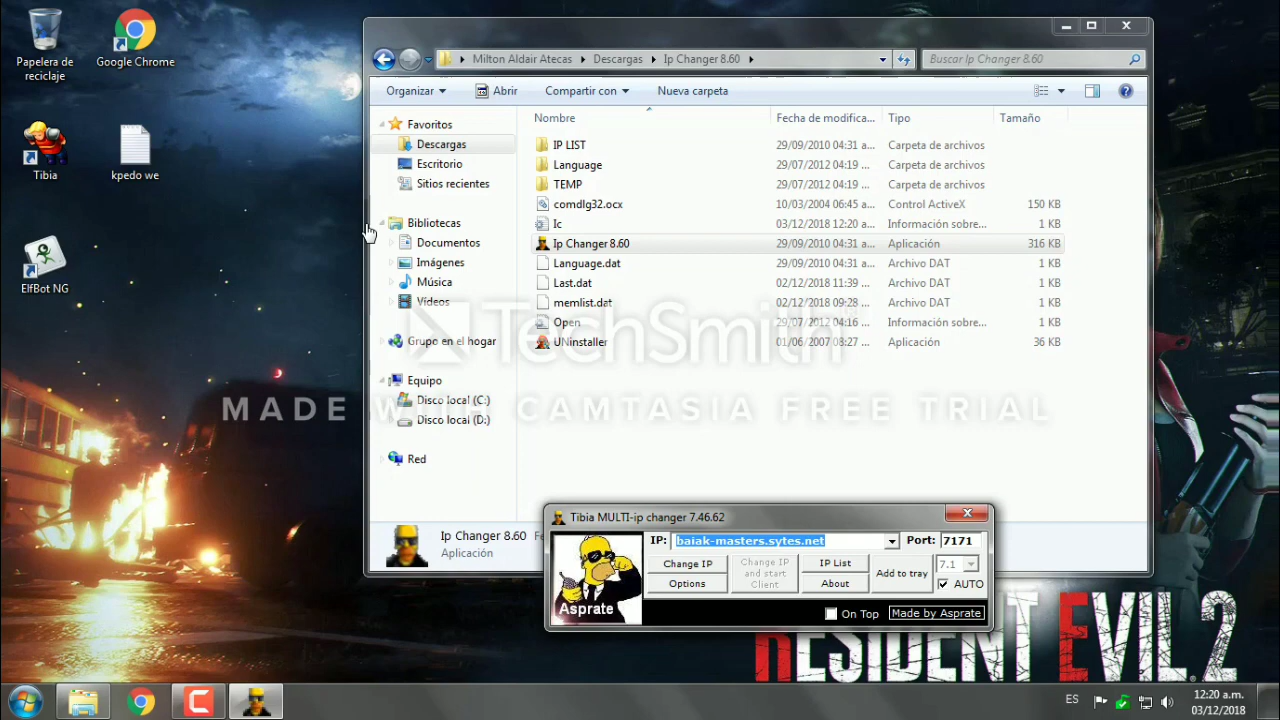 Papelera de reciclaje
Google Chrome
Tibia
kpedo we
ElfBot NG
Milton Aldair Atecas
Descargas
Ip Changer 8.60
Buscar Ip Changer 8.60
Organizar
Abrir
Compartir con
Nueva carpeta
Favoritos
Descargas
Escritorio
Sitios recientes
Bibliotecas
Documentos
Imágenes
Música
Vídeos
Grupo en el hogar
Equipo
Disco local (C:)
Disco local (D:)
Red
Nombre Fecha de modifica... Tipo Tamaño
IP LIST 29/09/2010 04:31 a... Carpeta de archivos
Language 29/07/2012 04:19 ... Carpeta de archivos
TEMP 29/07/2012 04:19 ... Carpeta de archivos
comdlg32.ocx 10/03/2004 06:45 a... Control ActiveX 150 KB
Ic 03/12/2018 12:20 a... Información sobre... 1 KB
Ip Changer 8.60 29/09/2010 04:31 a... Aplicación 316 KB
Language.dat 29/09/2010 04:31 a... Archivo DAT 1 KB
Last.dat 02/12/2018 11:39 ... Archivo DAT 1 KB
memlist.dat 02/12/2018 09:28 ... Archivo DAT 1 KB
Open 29/07/2012 04:16 ... Información sobre... 1 KB
UNinstaller 01/06/2007 08:27 ... Aplicación 36 KB
TechSmith
MADE WITH CAMTASIA FREE TRIAL
Ip Changer 8.60 Fe
Aplicación
Tibia MULTI-ip changer 7.46.62
IP: baiak-masters.sytes.net Port: 7171
Change IP
Change IP and start Client
IP List
Add to tray
7.1
Options
About
AUTO
Asprate
On Top
Made by Asprate
RESIDENT EVIL 2
ES
12:20 a.m.
03/12/2018